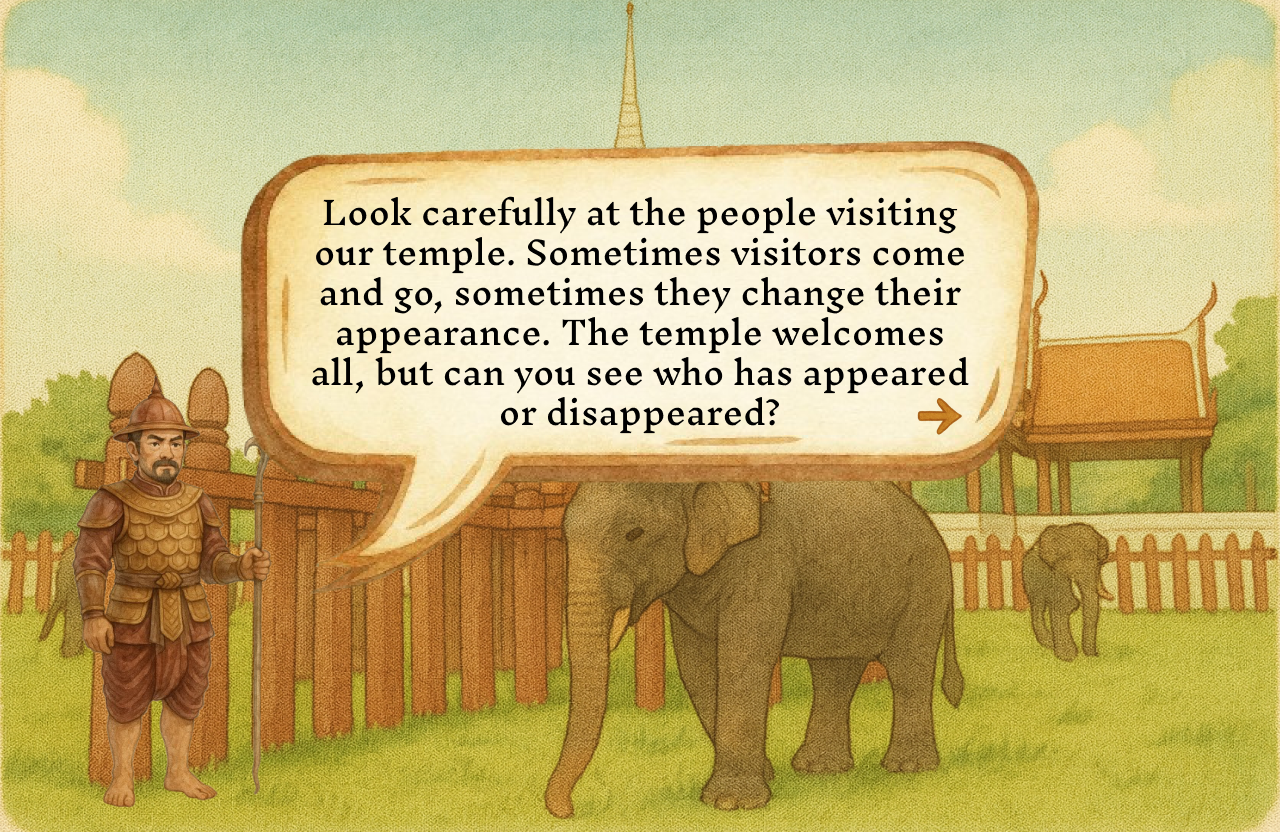 Look carefully at the people visiting
our temple. Sometimes visitors come
and go, sometimes they change their
appearance. The temple welcomes
all, but can you see who has appeared
or disappeared?